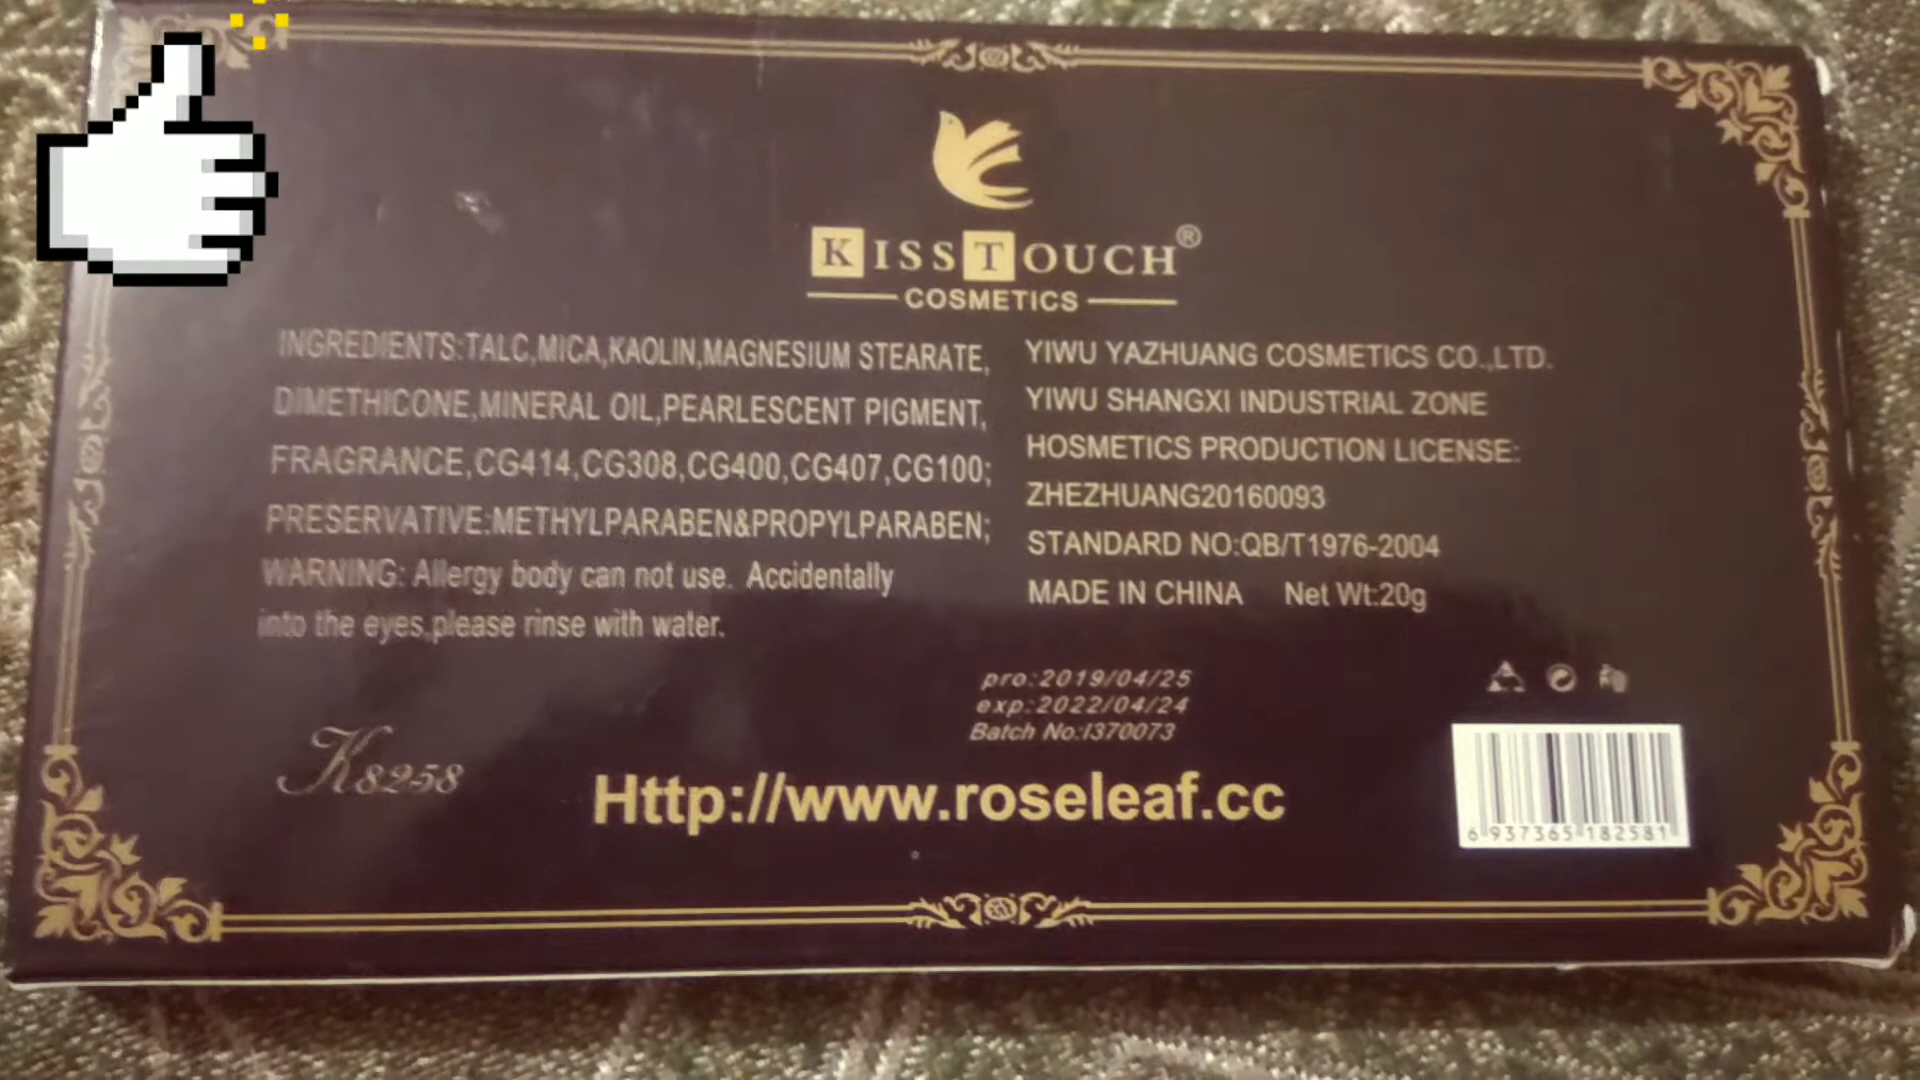 KISSTOUCH®
COSMETICS
INGREDIENTS:TALC,MICA,KAOLIN,MAGNESIUM STEARATE,
DIMETHICONE,MINERAL OIL,PEARLESCENT PIGMENT,
FRAGRANCE,CG414,CG308,CG400,CG407,CG100;
PRESERVATIVE:METHYLPARABEN&PROPYLPARABEN;
WARNING: Allergy body can not use. Accidentally
into the eyes,please rinse with water.
YIWU YAZHUANG COSMETICS CO.,LTD.
YIWU SHANGXI INDUSTRIAL ZONE
HOSMETICS PRODUCTION LICENSE:
ZHEZHUANG20160093
STANDARD NO:QB/T1976-2004
MADE IN CHINA Net Wt:20g
pro:2019/04/25
exp:2022/04/24
Batch No:I370073
K8258
Http://www.roseleaf.cc
6 937365 182581